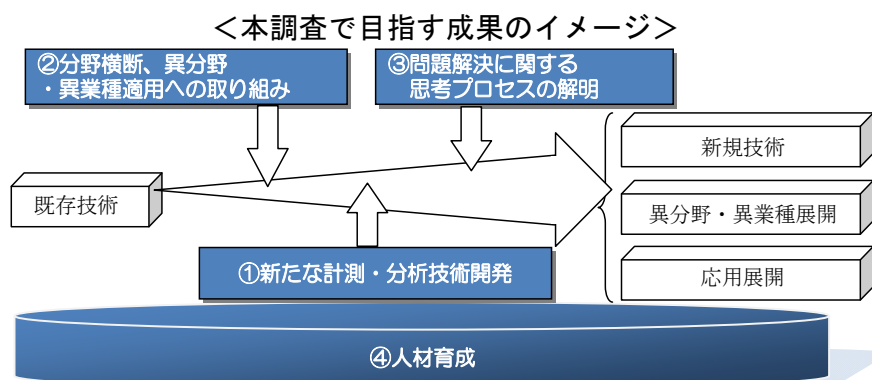 <本調査で目指す成果のイメージ>
②分野横断、異分野
・異業種適用への取り組み
③問題解決に関する
思考プロセスの解明
新規技術
既存技術
異分野・異業種展開
①新たな計測・分析技術開発
応用展開
④人材育成